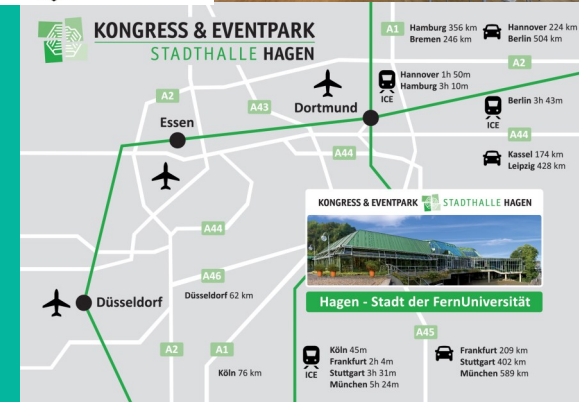 KONGRESS & EVENTPARK
STADTHALLE HAGEN
A1
Hamburg 356 km
Bremen 246 km
Hannover 224 km
Berlin 504 km
A2
Hannover 1h 50m
Hamburg 3h 10m
ICE
Berlin 3h 43m
ICE
A2
A43
Dortmund
Essen
A44
A44
Kassel 174 km
Leipzig 428 km
KONGRESS & EVENTPARK STADTHALLE HAGEN
A44
A46
Düsseldorf 62 km
Düsseldorf
Hagen - Stadt der FernUniversität
A45
A2
A1
Köln 76 km
ICE
Köln 45m
Frankfurt 2h 4m
Stuttgart 3h 31m
München 5h 24m
Frankfurt 209 km
Stuttgart 402 km
München 589 km